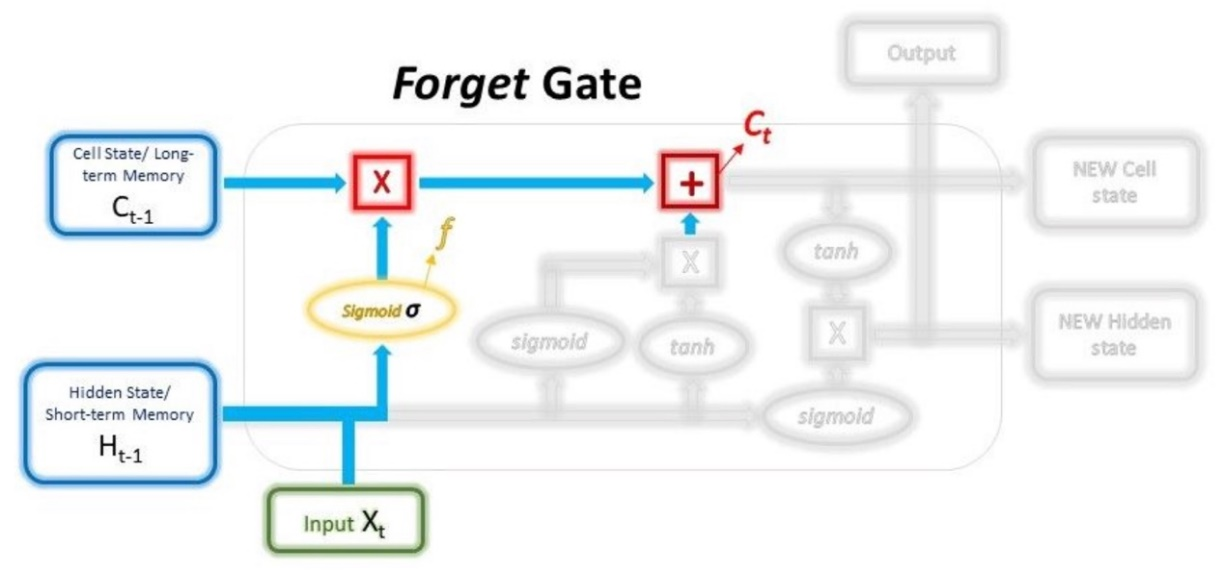 Forget Gate
Output
Cell State/ Long-
term Memory
Ct-1
X
+
Ct
NEW Cell
state
f
tanh
X
Sigmoid σ
sigmoid
tanh
X
NEW Hidden
state
Hidden State/
Short-term Memory
Ht-1
sigmoid
Input Xt